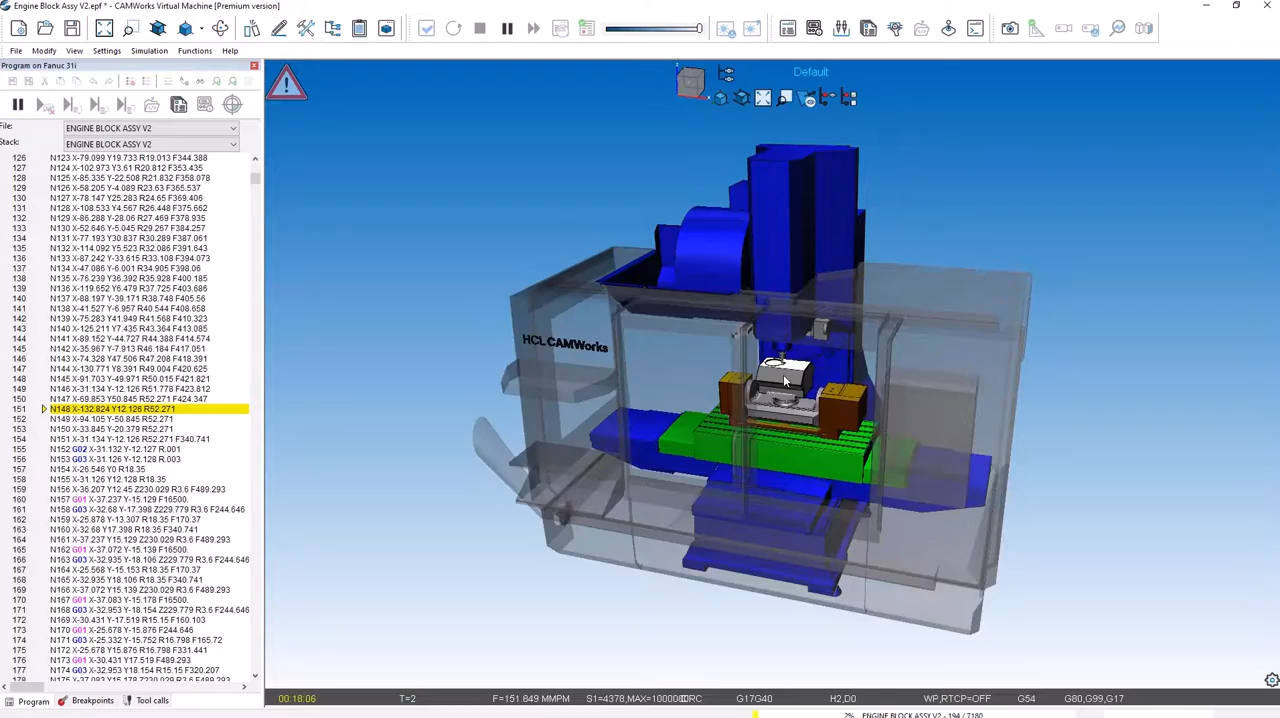 Engine Block Assy V2.epf * - CAMWorks Virtual Machine [Premium version]
File Modify View Settings Simulation Functions Help
Program on Fanuc 31i
Default
File: ENGINE BLOCK ASSY V2
Stack: ENGINE BLOCK ASSY V2
126 N123 X-79.099 Y19.733 R19.013 F344.388
127 N124 X-102.973 Y3.61 R20.812 F353.435
128 N125 X-85.335 Y-22.508 R21.832 F358.078
129 N126 X-58.205 Y-4.089 R23.63 F365.537
130 N127 X-78.147 Y25.283 R24.65 F369.406
131 N128 X-108.533 Y4.567 R26.448 F375.662
132 N129 X-86.288 Y-28.06 R27.469 F378.935
133 N130 X-52.646 Y-5.045 R29.267 F384.257
134 N131 X-77.193 Y30.837 R30.289 F387.061
135 N132 X-114.092 Y5.523 R32.086 F391.643
136 N133 X-87.242 Y-33.615 R33.108 F394.073
137 N134 X-47.086 Y-6.001 R34.905 F398.06
138 N135 X-76.239 Y36.392 R35.928 F400.185
139 N136 X-119.652 Y6.479 R37.726 F403.686
140 N137 X-88.197 Y-39.171 R38.748 F405.56
141 N138 X-41.527 Y-6.957 R40.544 F408.658
142 N139 X-75.283 Y41.949 R41.568 F410.323
143 N140 X-125.211 Y7.435 R43.364 F413.085
144 N141 X-89.152 Y-44.727 R44.388 F414.574
145 N142 X-35.967 Y-7.913 R46.184 F417.051
146 N143 X-74.328 Y47.506 R47.208 F418.391
147 N144 X-130.771 Y8.391 R49.004 F420.625
148 N145 X-91.703 Y-50.845 R50.015 F421.821
149 N146 X-31.134 Y-12.126 R51.778 F423.812
150 N147 X-69.853 Y50.845 R52.271 F424.347
151 N148 X-132.824 Y12.126 R52.271
152 N149 X-94.105 Y-50.845 R52.271
153 N150 X-33.845 Y-20.379 R52.271
154 N151 X-31.134 Y-12.126 R52.271 F340.741
155 N152 G02 X-31.132 Y-12.127 R.001
156 N153 G03 X-31.126 Y-12.128 R.003
157 N154 X-26.546 Y0 R18.35
158 N155 X-31.126 Y12.128 R18.35
159 N156 X-36.207 Y12.45 Z230.029 R3.6 F489.293
160 N157 G01 X-37.237 Y-15.129 F16500.
161 N158 G03 X-32.68 Y-17.398 Z229.779 R3.6 F244.646
162 N159 X-25.878 Y-13.307 R18.35 F170.37
163 N160 X-32.68 Y17.398 R18.35 F340.741
164 N161 X-37.237 Y15.129 Z230.029 R3.6 F489.293
165 N162 G01 X-37.072 Y-15.139 F16500.
166 N163 G03 X-32.935 Y-18.106 Z229.779 R3.6 F244.646
167 N164 X-25.568 Y-15.153 R18.35 F170.37
168 N165 X-32.935 Y18.106 R18.35 F340.741
169 N166 X-37.072 Y15.139 Z230.029 R3.6 F489.293
170 N167 G01 X-37.083 Y-15.178 F16500.
171 N168 G03 X-32.953 Y-18.154 Z229.779 R3.6 F244.646
172 N169 X-30.431 Y-17.519 R15.15 F160.103
173 N170 G01 X-25.678 Y-15.876 F244.646
174 N171 G03 X-25.332 Y-15.752 R16.798 F165.72
175 N172 X-25.678 Y15.876 R16.798 F331.441
176 N173 G01 X-30.431 Y17.519 F489.293
177 N174 G03 X-32.953 Y18.154 R15.15 F320.207
HCL CAMWorks
Program Breakpoints Tool calls
00:18:06 T=2 F=151.849 MMPM G17G40 H2,D0 WP,RTCP=OFF G54 G80,G99,G17
2% ENGINE BLOCK ASSY V2 - 194 / 7180